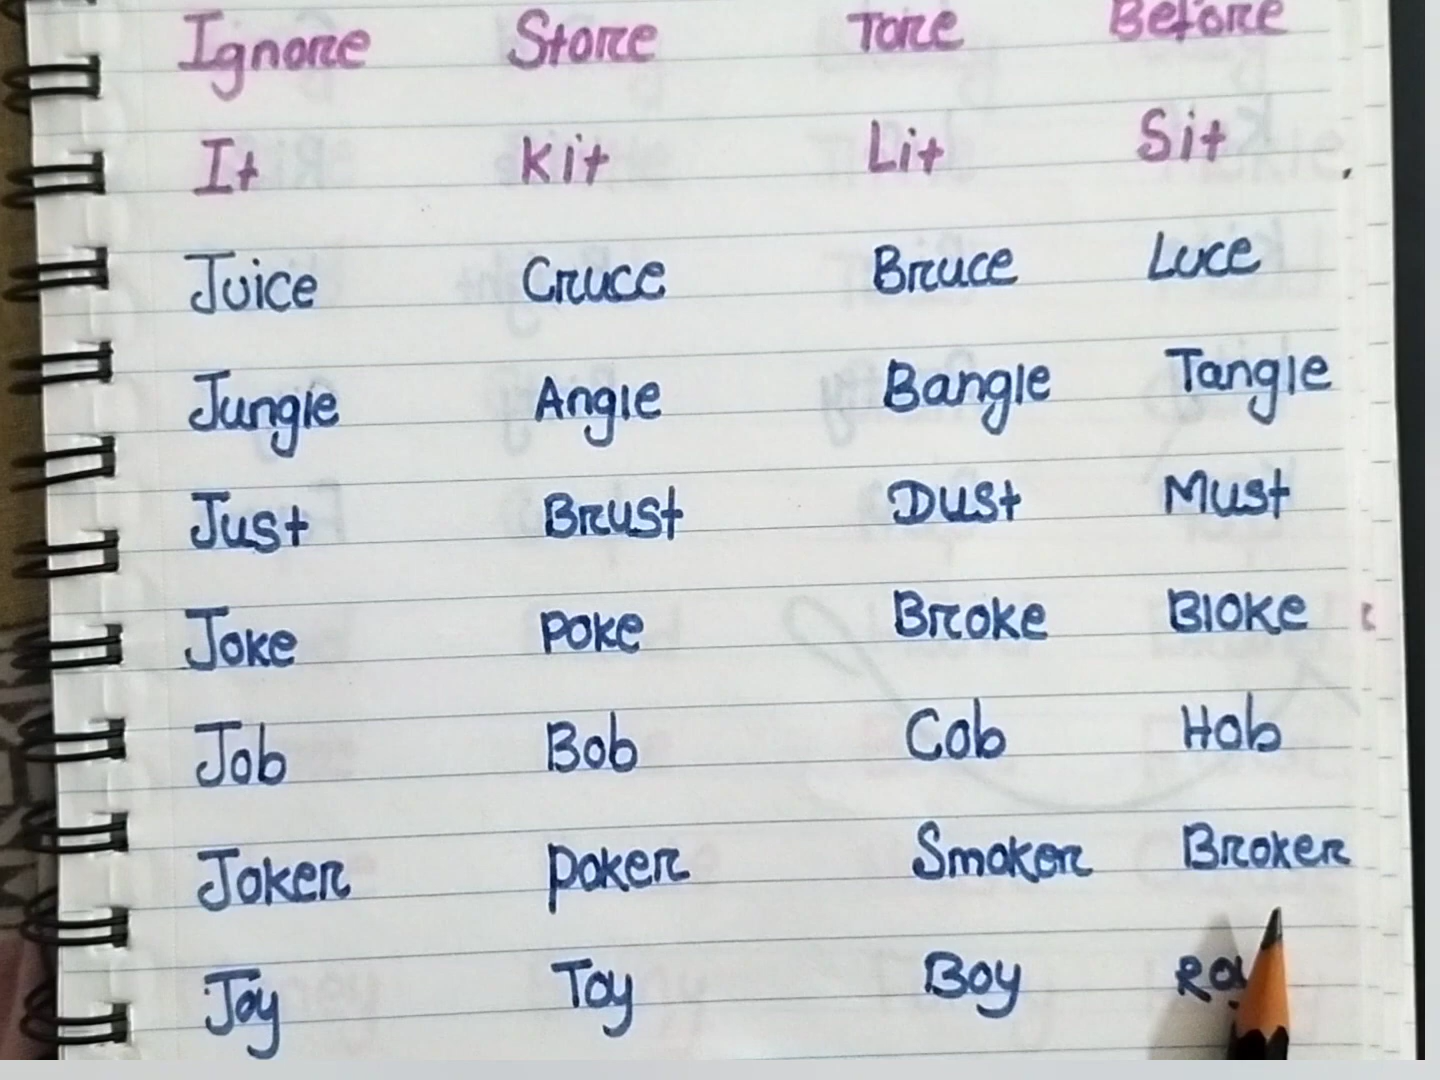 Ignore Store Tore Before
It Kit Lit Sit
Juice Cruce Bruce Luce
Jungle Angle Bangle Tangle
Just Brust Dust Must
Joke Poke Broke Bloke
Job Bob Cob Hob
Joker Poker Smoker Broker
Joy Toy Boy